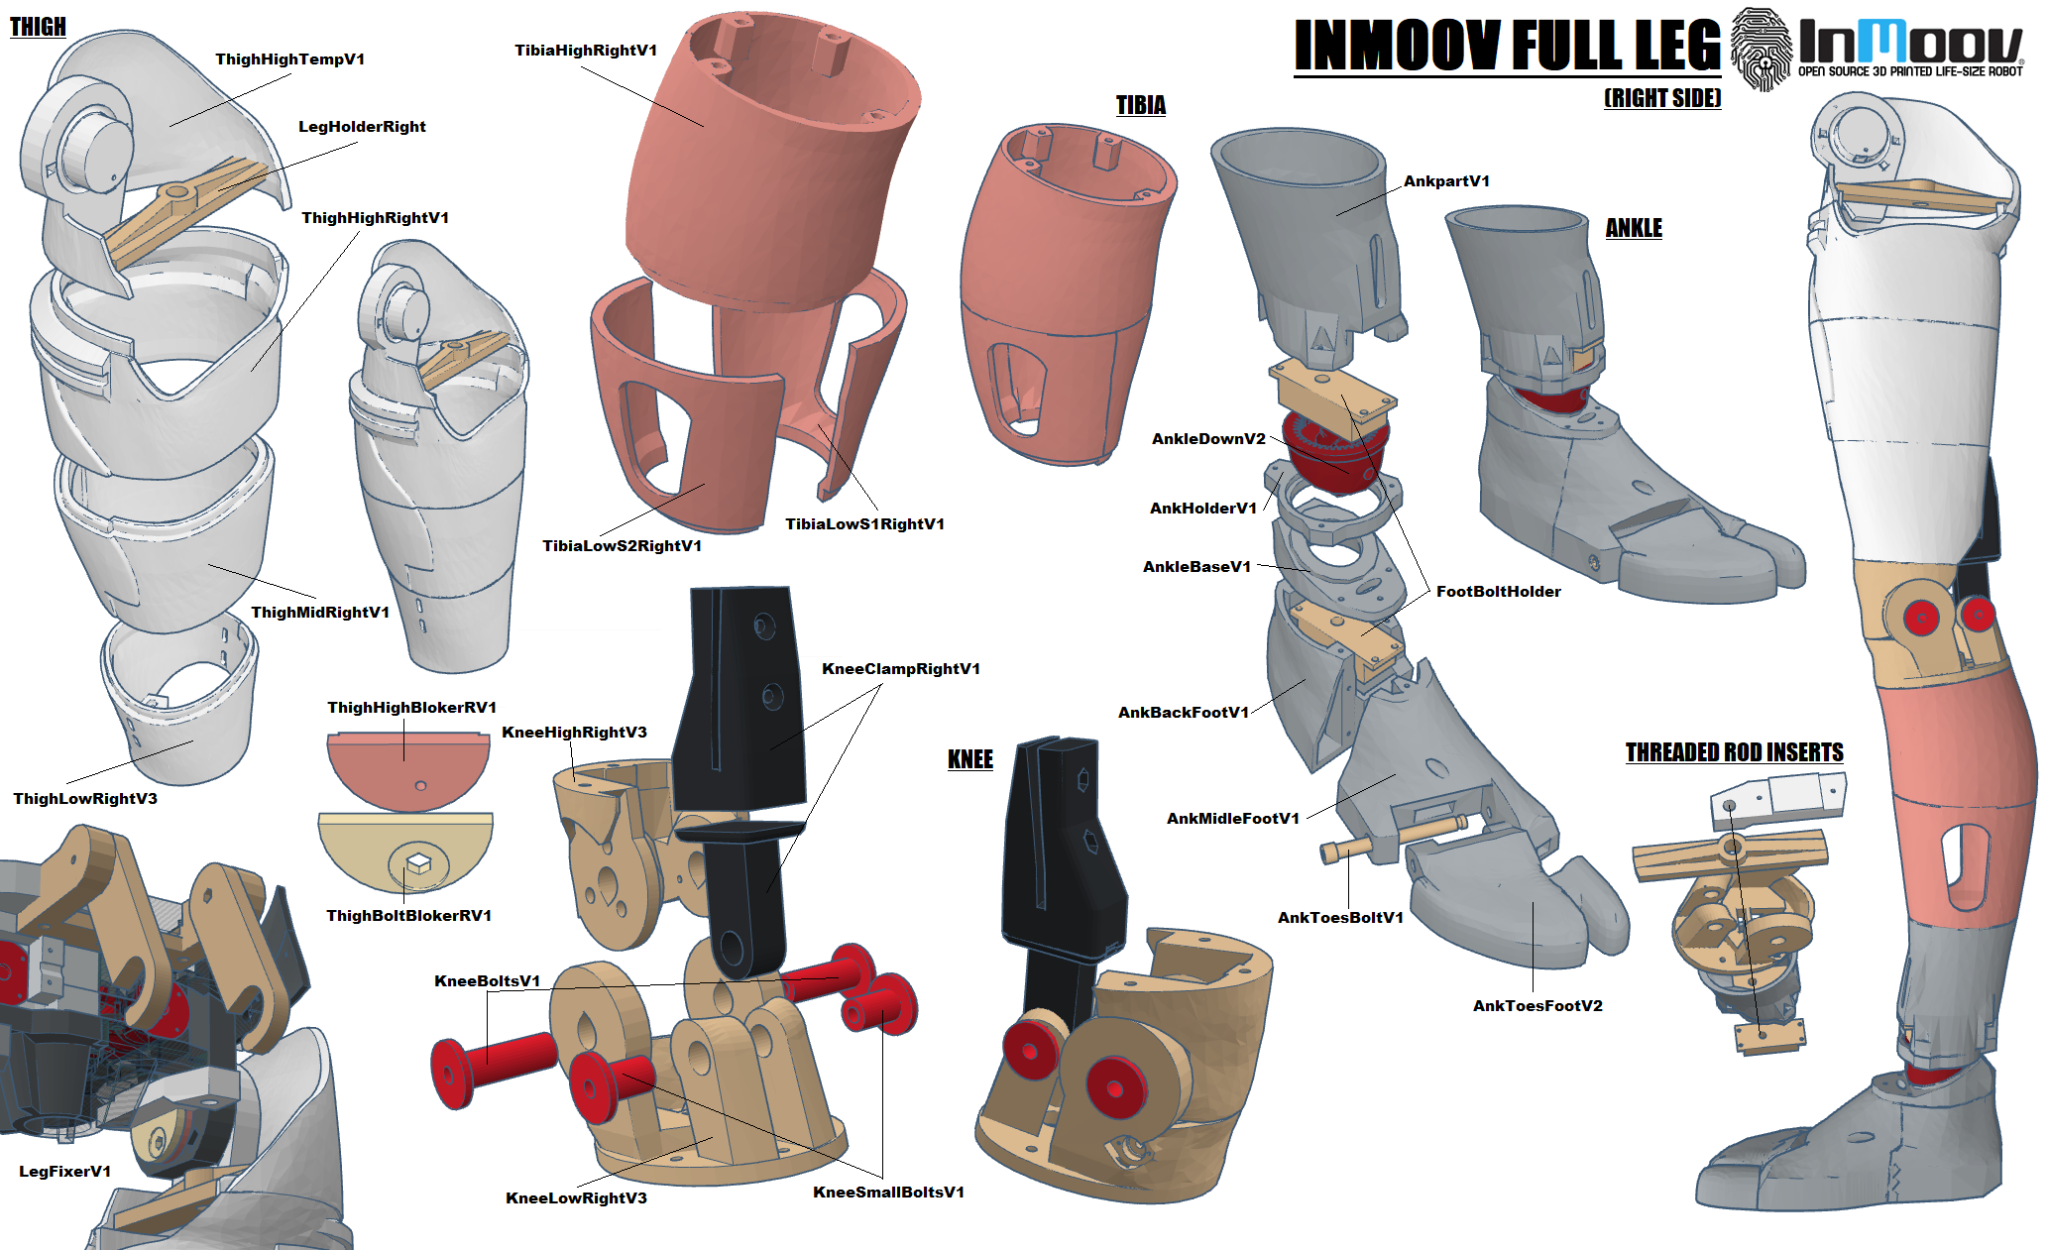 INMOOV FULL LEG
(RIGHT SIDE)
InMoov
OPEN SOURCE 3D PRINTED LIFE-SIZE ROBOT
THIGH
ThighHighTempV1
LegHolderRight
ThighHighRightV1
ThighMidRightV1
ThighLowRightV3
ThighHighBlokerRV1
ThighBoltBlokerRV1
LegFixerV1
TIBIA
TibiaHighRightV1
TibiaLowS1RightV1
TibiaLowS2RightV1
KNEE
KneeClampRightV1
KneeHighRightV3
KneeBoltsV1
KneeLowRightV3
KneeSmallBoltsV1
ANKLE
AnkpartV1
AnkleDownV2
AnkHolderV1
AnkleBaseV1
FootBoltHolder
AnkBackFootV1
AnkMidleFootV1
AnkToesBoltV1
AnkToesFootV2
THREADED ROD INSERTS